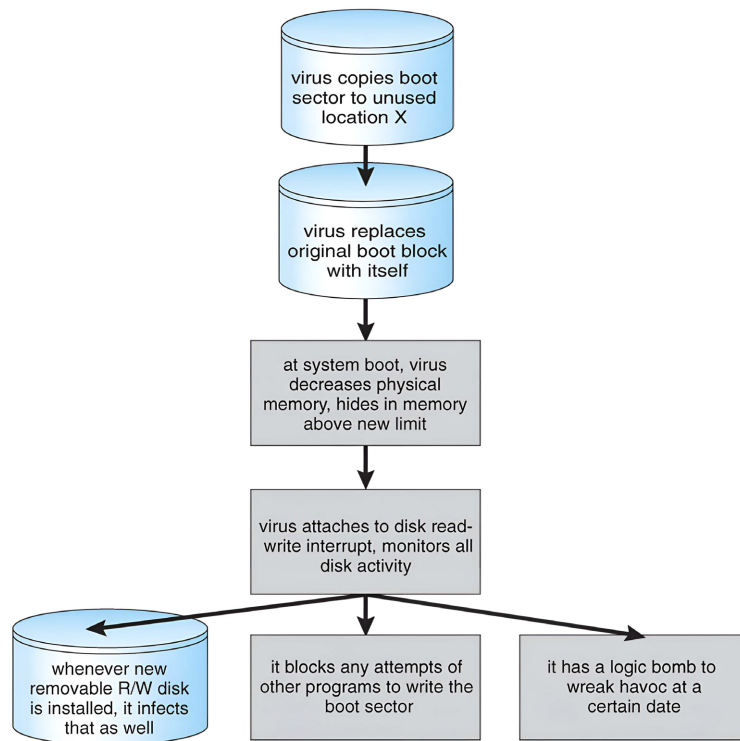 virus copies boot
sector to unused
location X
virus replaces
original boot block
with itself
at system boot, virus
decreases physical
memory, hides in memory
above new limit
virus attaches to disk read-
write interrupt, monitors all
disk activity
whenever new
removable R/W disk
is installed, it infects
that as well
it blocks any attempts of
other programs to write the
boot sector
it has a logic bomb to
wreak havoc at a
certain date